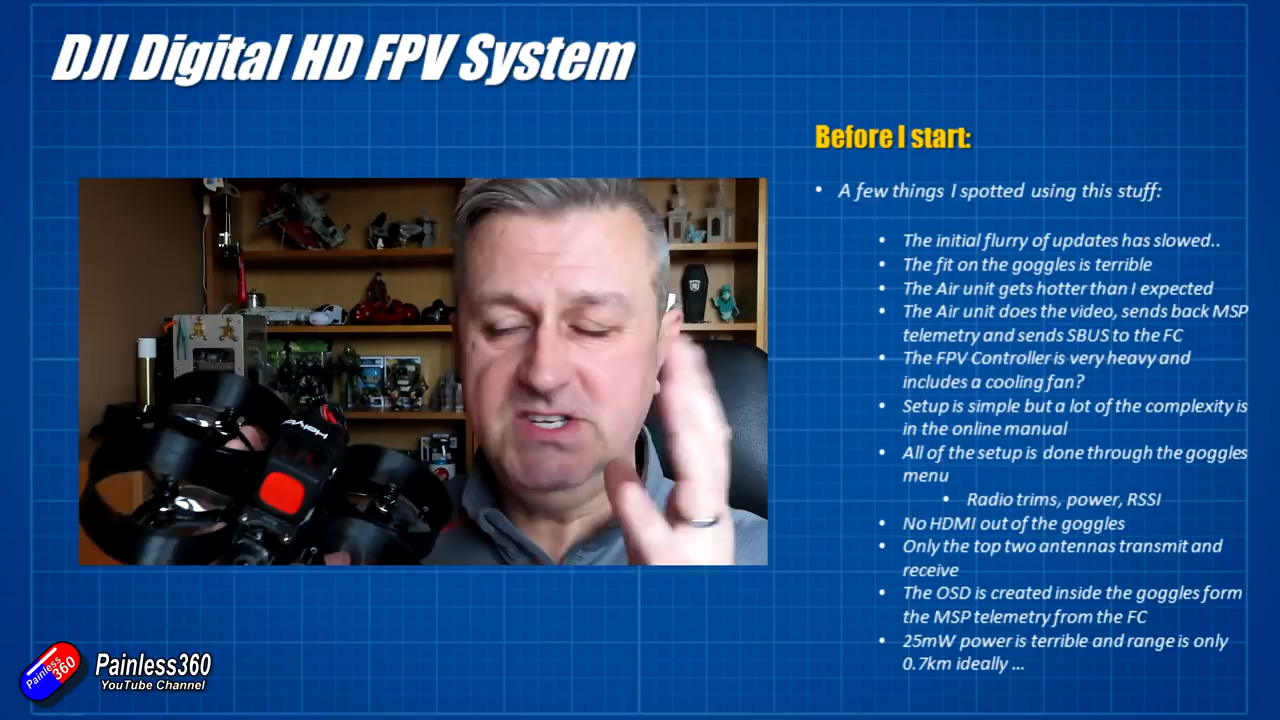 DJI Digital HD FPV System
Before I start:
• A few things I spotted using this stuff:
• The initial flurry of updates has slowed..
• The fit on the goggles is terrible
• The Air unit gets hotter than I expected
• The Air unit does the video, sends back MSP
telemetry and sends SBUS to the FC
• The FPV Controller is very heavy and
includes a cooling fan?
• Setup is simple but a lot of the complexity is
in the online manual
• All of the setup is done through the goggles
menu
• Radio trims, power, RSSI
• No HDMI out of the goggles
• Only the top two antennas transmit and
receive
• The OSD is created inside the goggles form
the MSP telemetry from the FC
• 25mW power is terrible and range is only
0.7km ideally ...
Painless
360
Painless360
YouTube Channel